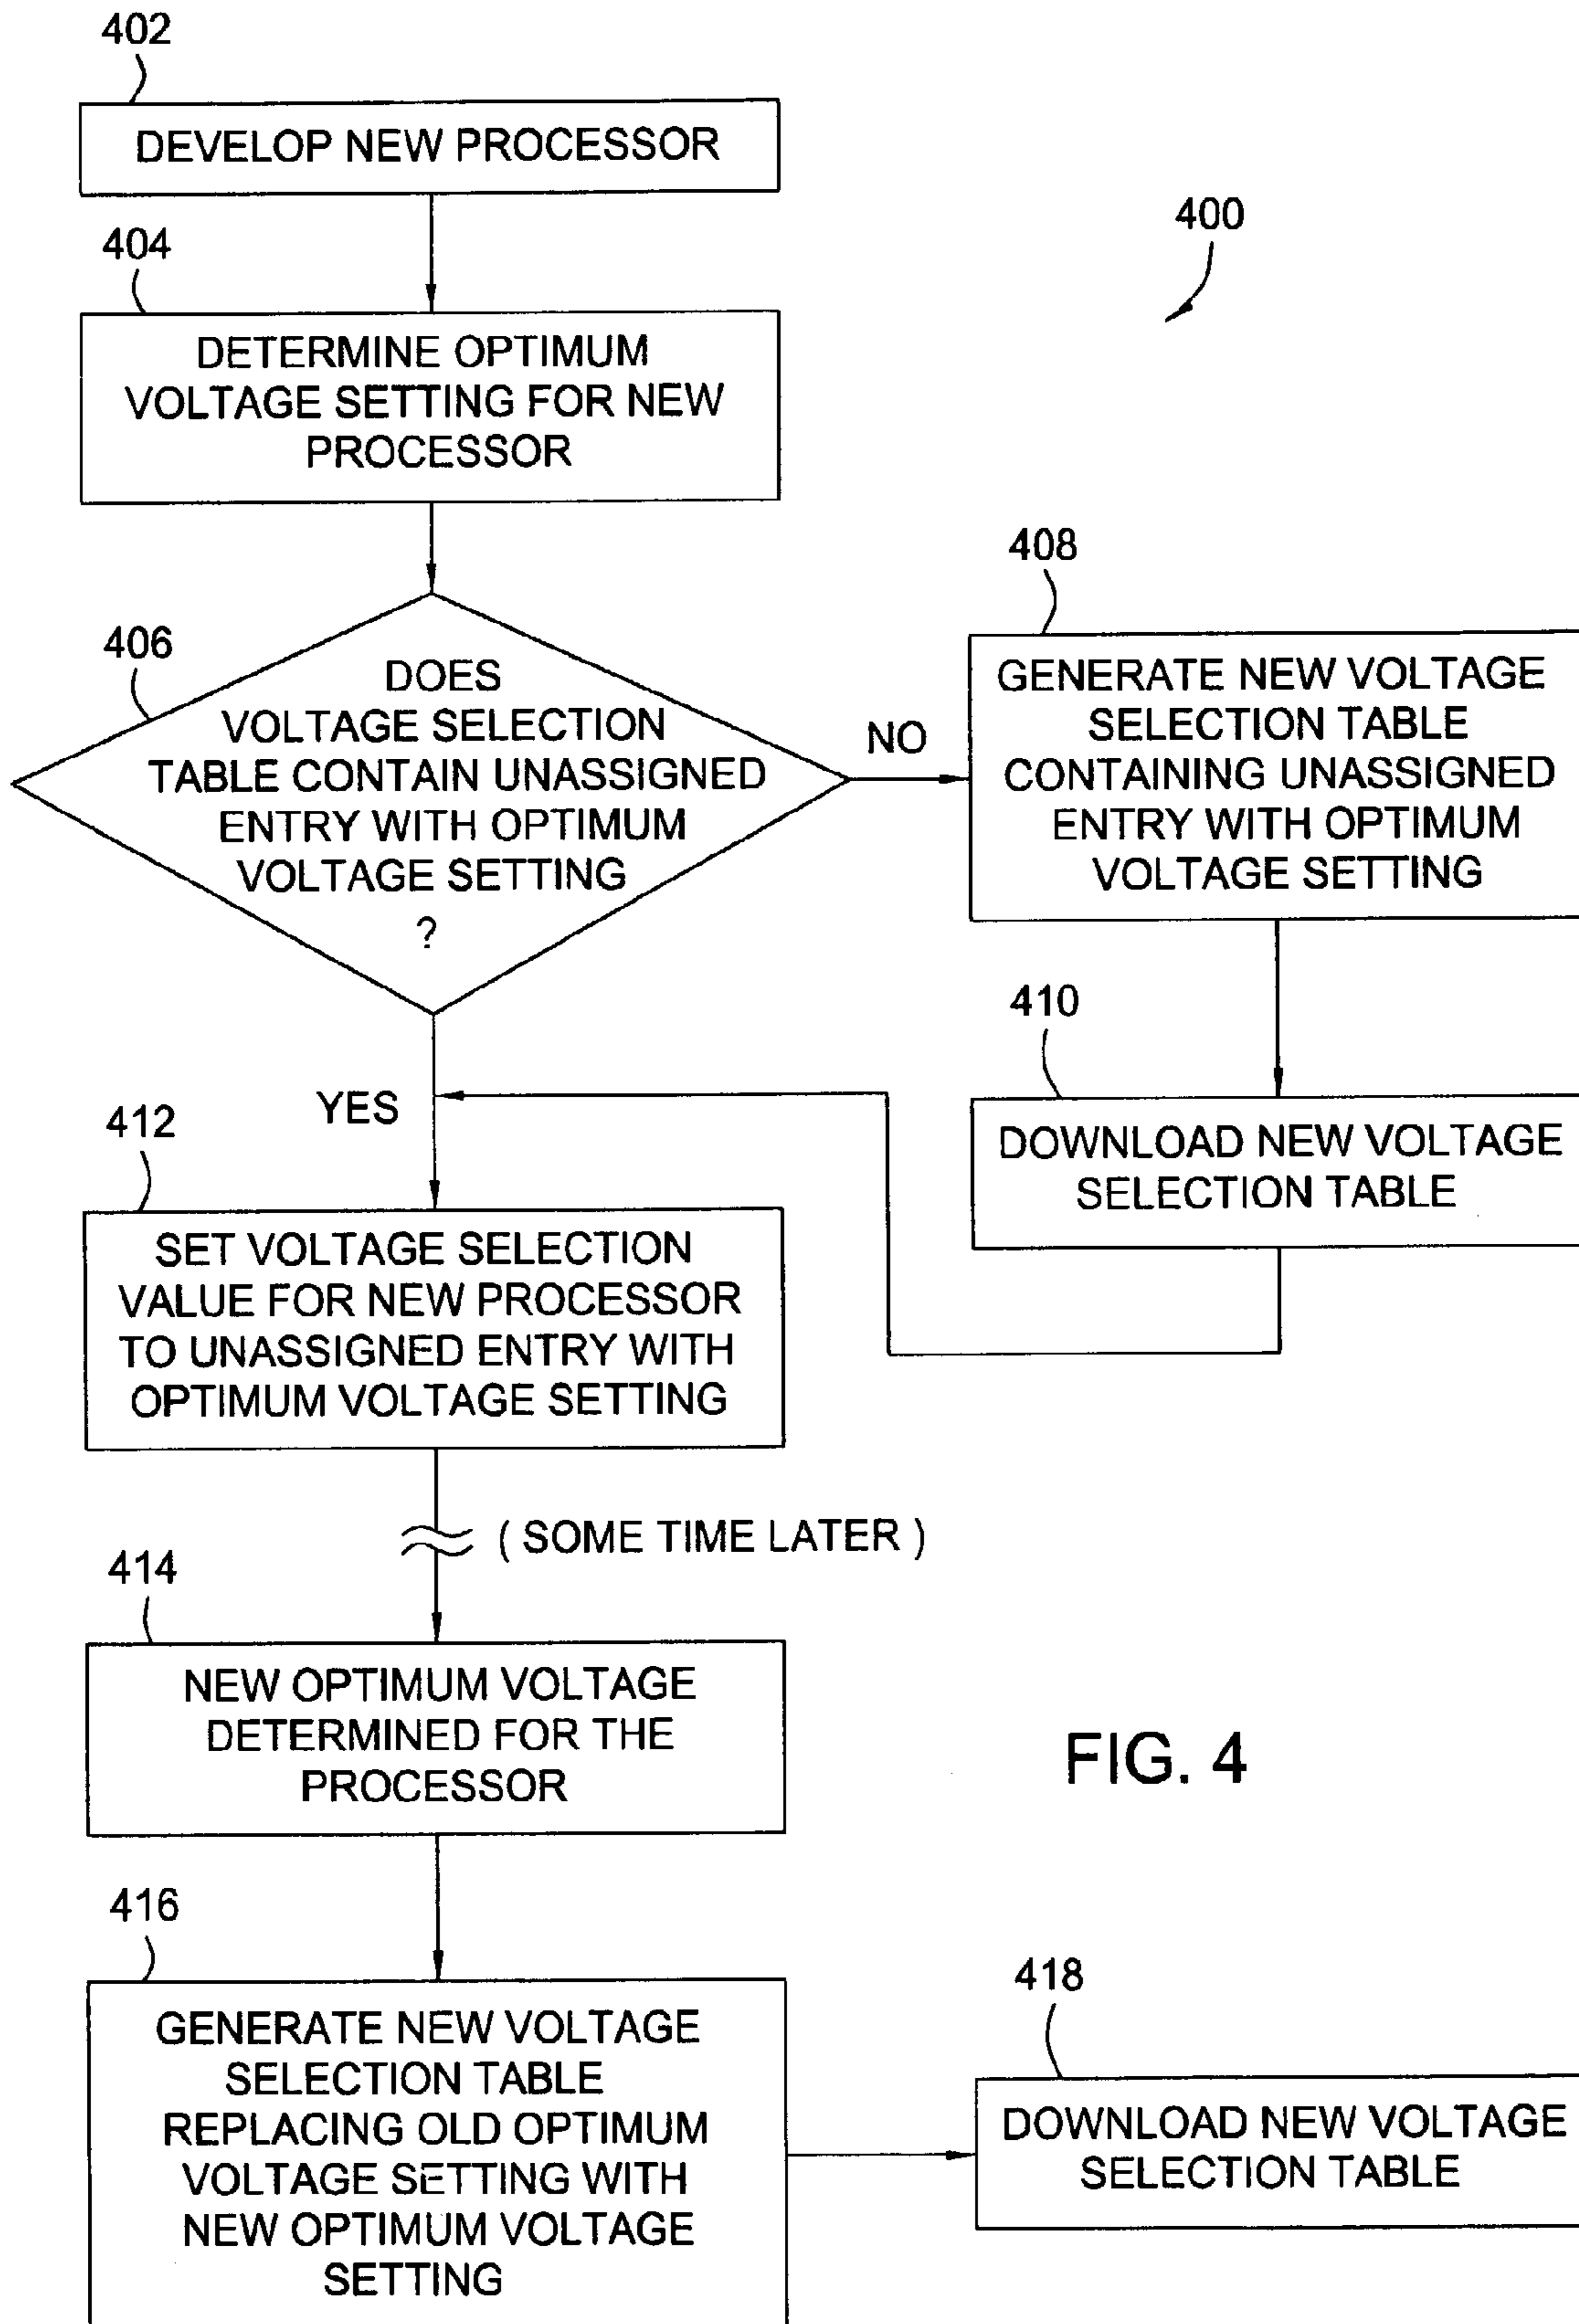 402
DEVELOP NEW PROCESSOR
400
404
DETERMINE OPTIMUM
VOLTAGE SETTING FOR NEW
PROCESSOR
406
DOES
VOLTAGE SELECTION
TABLE CONTAIN UNASSIGNED
ENTRY WITH OPTIMUM
VOLTAGE SETTING
?
NO
408
GENERATE NEW VOLTAGE
SELECTION TABLE
CONTAINING UNASSIGNED
ENTRY WITH OPTIMUM
VOLTAGE SETTING
410
DOWNLOAD NEW VOLTAGE
SELECTION TABLE
YES
412
SET VOLTAGE SELECTION
VALUE FOR NEW PROCESSOR
TO UNASSIGNED ENTRY WITH
OPTIMUM VOLTAGE SETTING
( SOME TIME LATER )
414
NEW OPTIMUM VOLTAGE
DETERMINED FOR THE
PROCESSOR
FIG. 4
416
GENERATE NEW VOLTAGE
SELECTION TABLE
REPLACING OLD OPTIMUM
VOLTAGE SETTING WITH
NEW OPTIMUM VOLTAGE
SETTING
418
DOWNLOAD NEW VOLTAGE
SELECTION TABLE